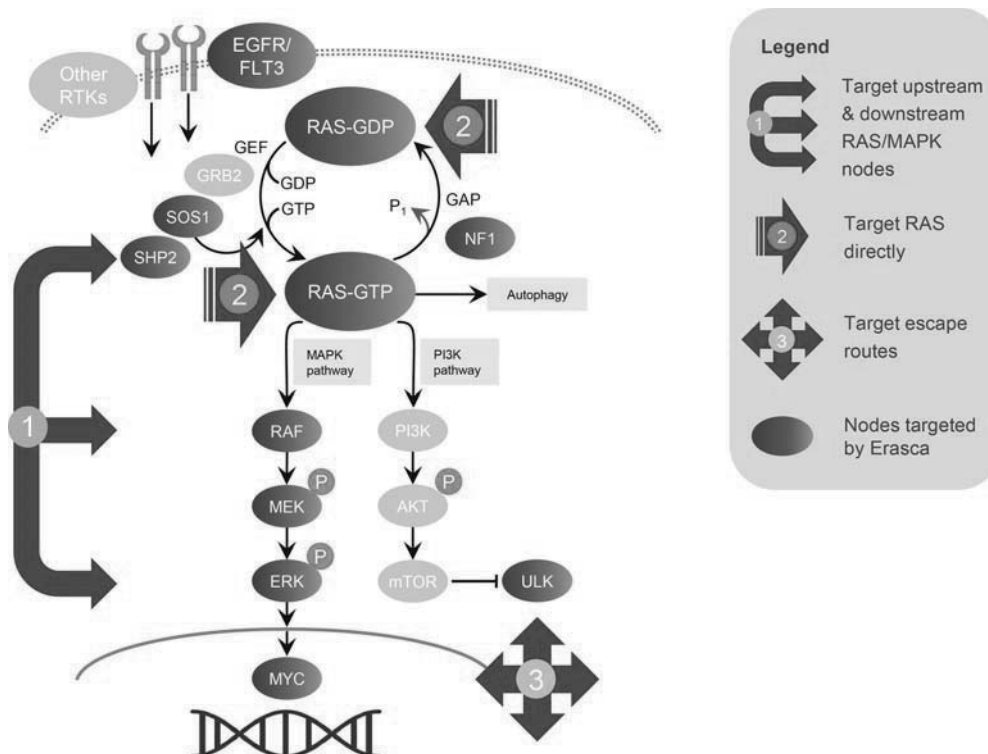 Other
RTKs
EGFR/
FLT3
RAS-GDP
2
GEF
GRB2
GDP
SOS1
GTP
P1
GAP
NF1
SHP2
2
RAS-GTP
Autophagy
MAPK
pathway
PI3K
pathway
1
RAF
PI3K
P
P
MEK
AKT
P
ERK
mTOR
ULK
MYC
3
Legend
1
Target upstream
& downstream
RAS/MAPK
nodes
2
Target RAS
directly
3
Target escape
routes
Nodes targeted
by Erasca